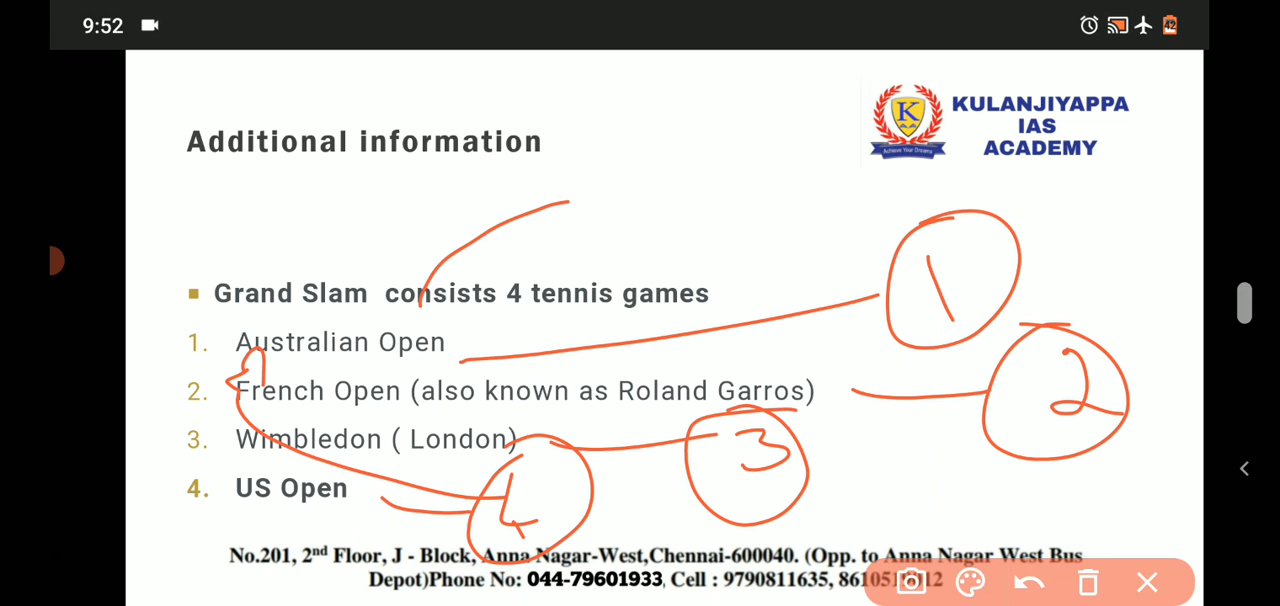 9:52
42
K
Achieve Your Dreams
KULANJIYAPPA
IAS
ACADEMY
Additional information
Grand Slam consists 4 tennis games
1
1. Australian Open
2. French Open (also known as Roland Garros)
2
3. Wimbledon ( London)
3
4. US Open
4
No.201, 2nd Floor, J - Block, Anna Nagar-West,Chennai-600040. (Opp. to Anna Nagar West Bus
Depot)Phone No: 044-79601933, Cell : 9790811635,